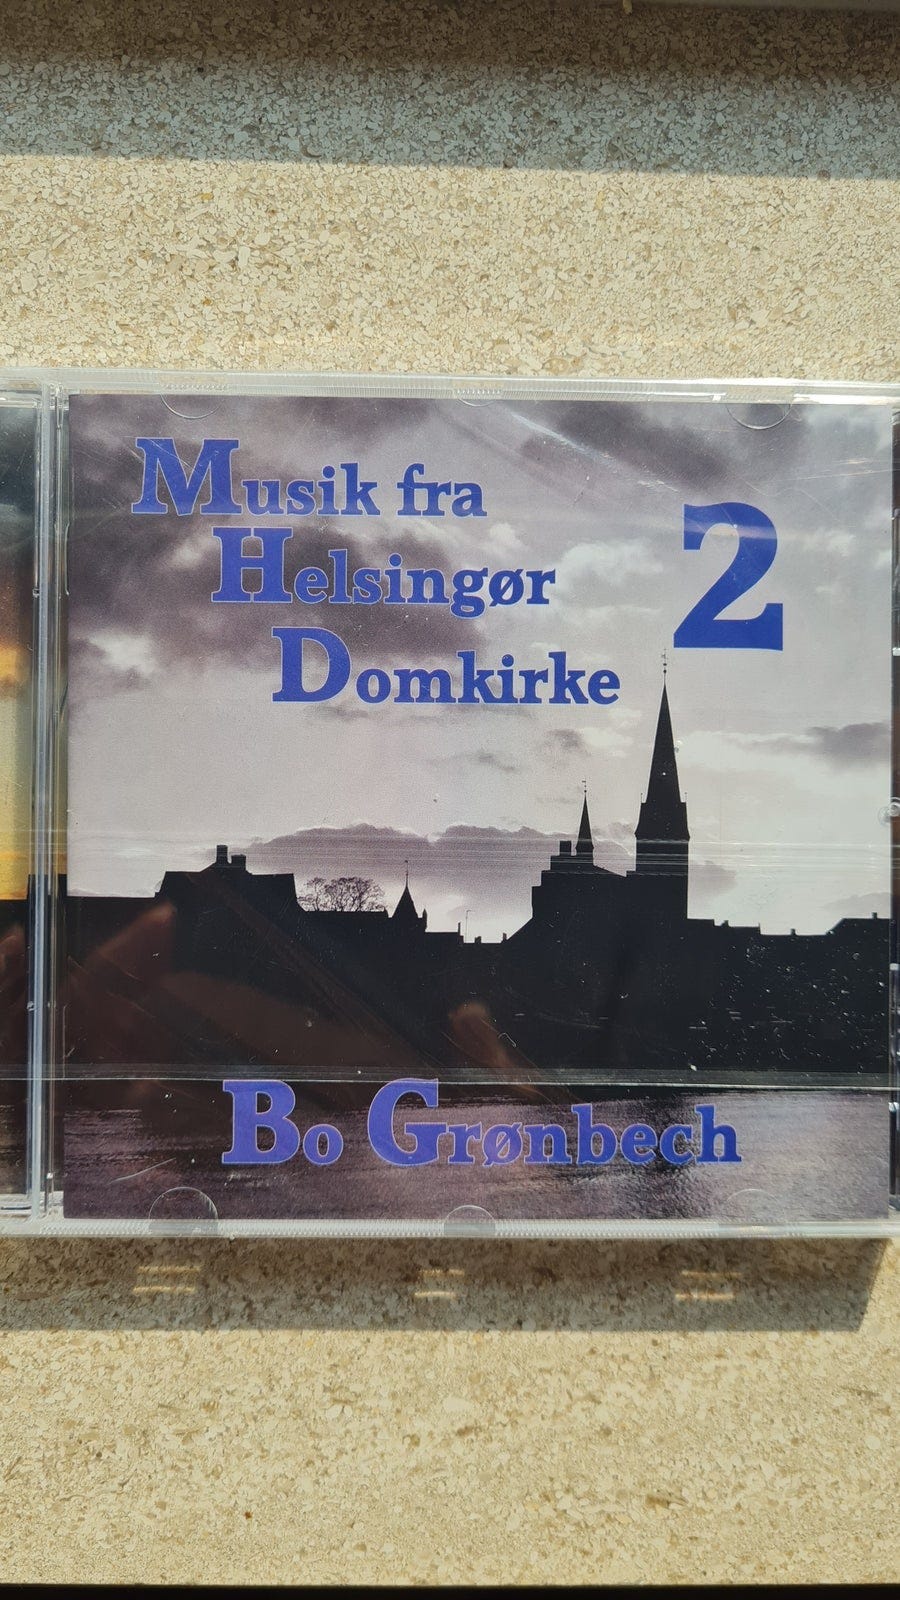 Musik fra
Helsingør
Domkirke
2
Bo Grønbech